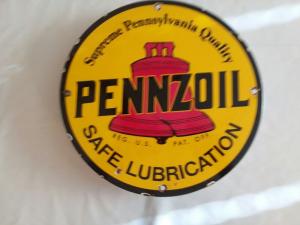 Supreme Pennsylvania Quality
PENNZOIL
REG. U.S. PAT. OFF.
SAFE LUBRICATION